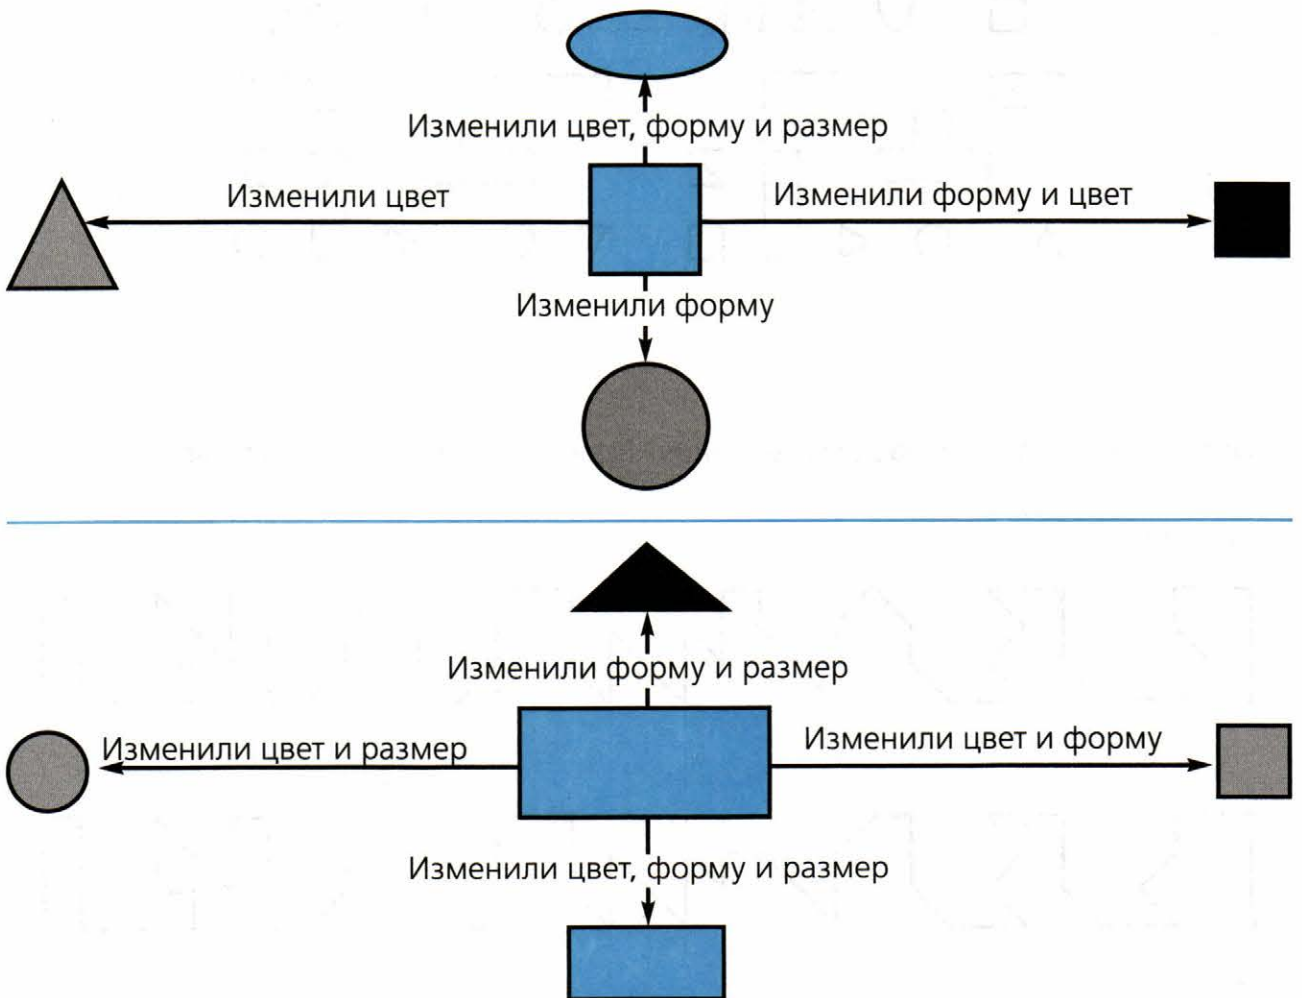 Изменили цвет, форму и размер
Изменили цвет
Изменили форму и цвет
Изменили форму
Изменили форму и размер
Изменили цвет и размер
Изменили цвет и форму
Изменили цвет, форму и размер